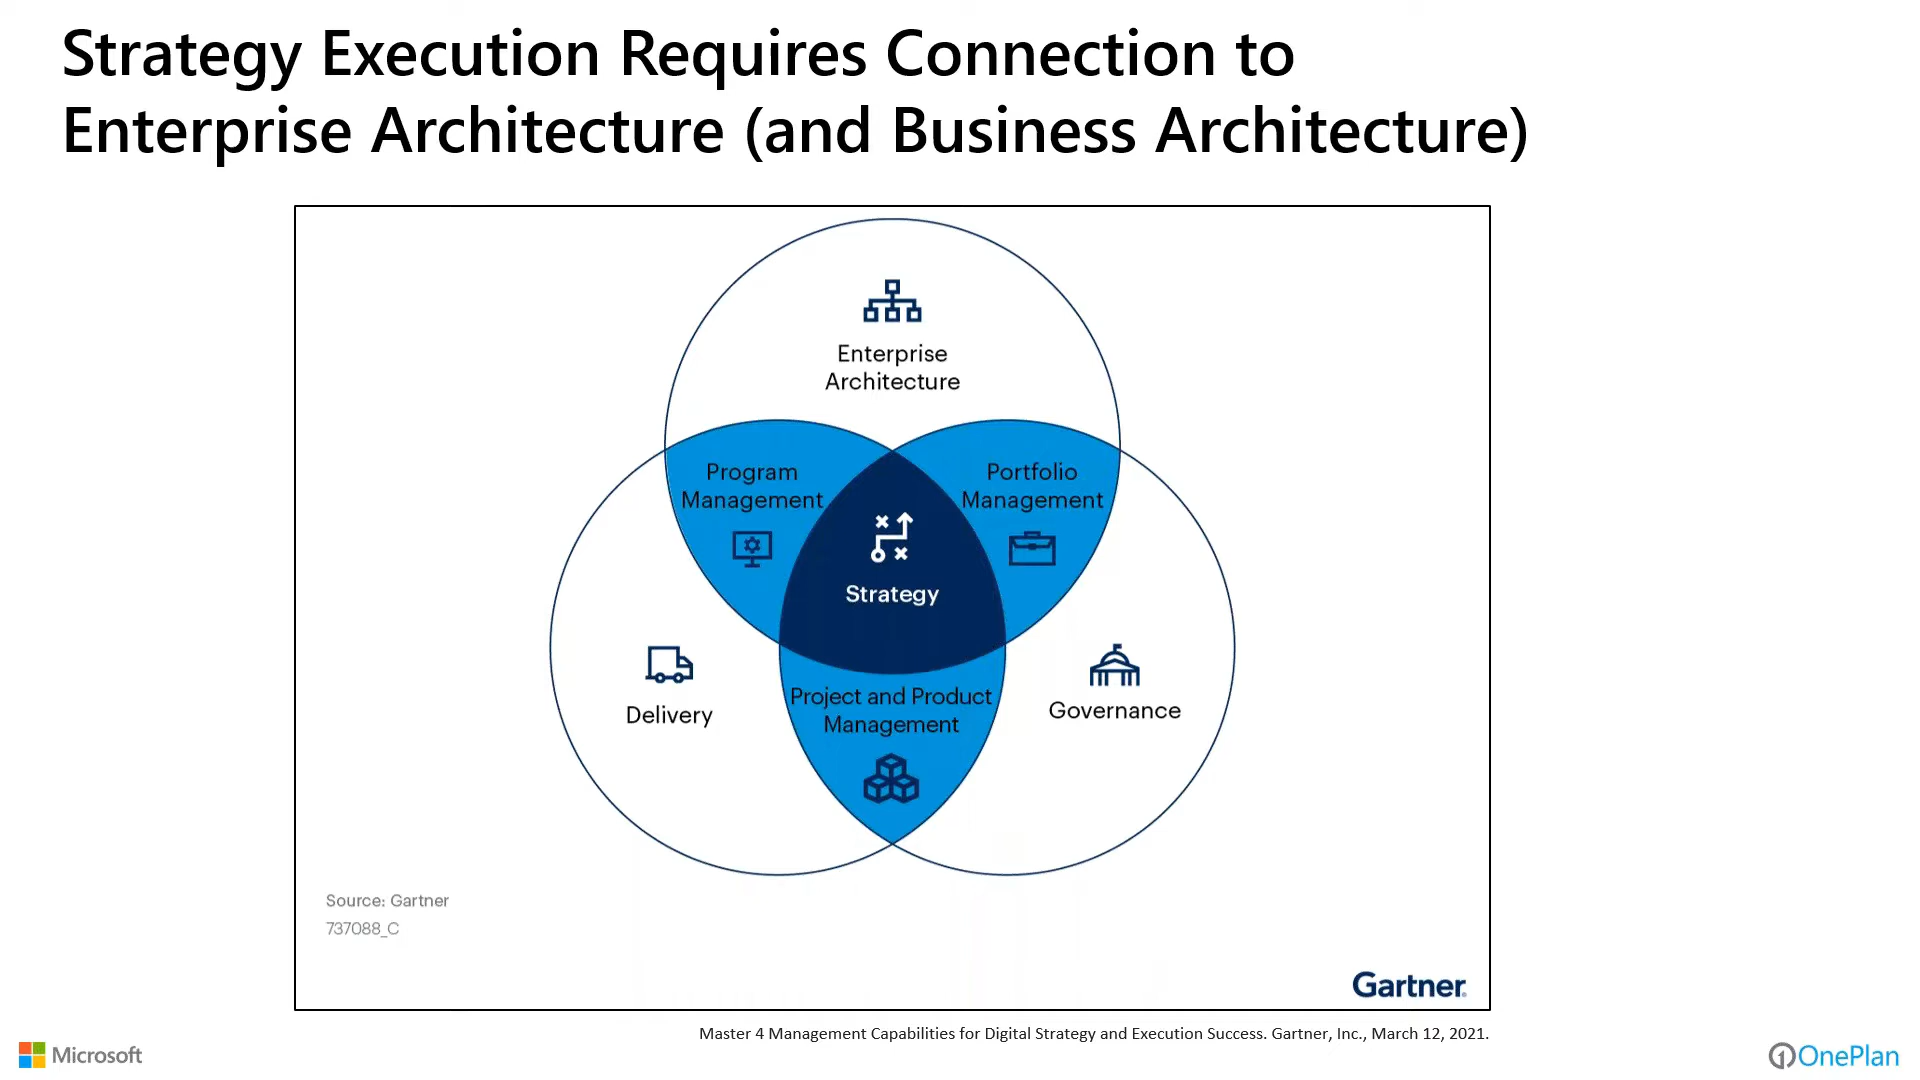 Strategy Execution Requires Connection to
Enterprise Architecture (and Business Architecture)
Enterprise
Architecture
Program
Management
Portfolio
Management
Strategy
Delivery
Project and Product
Management
Governance
Source: Gartner
737088_C
Gartner
Master 4 Management Capabilities for Digital Strategy and Execution Success. Gartner, Inc., March 12, 2021.
Microsoft
OnePlan